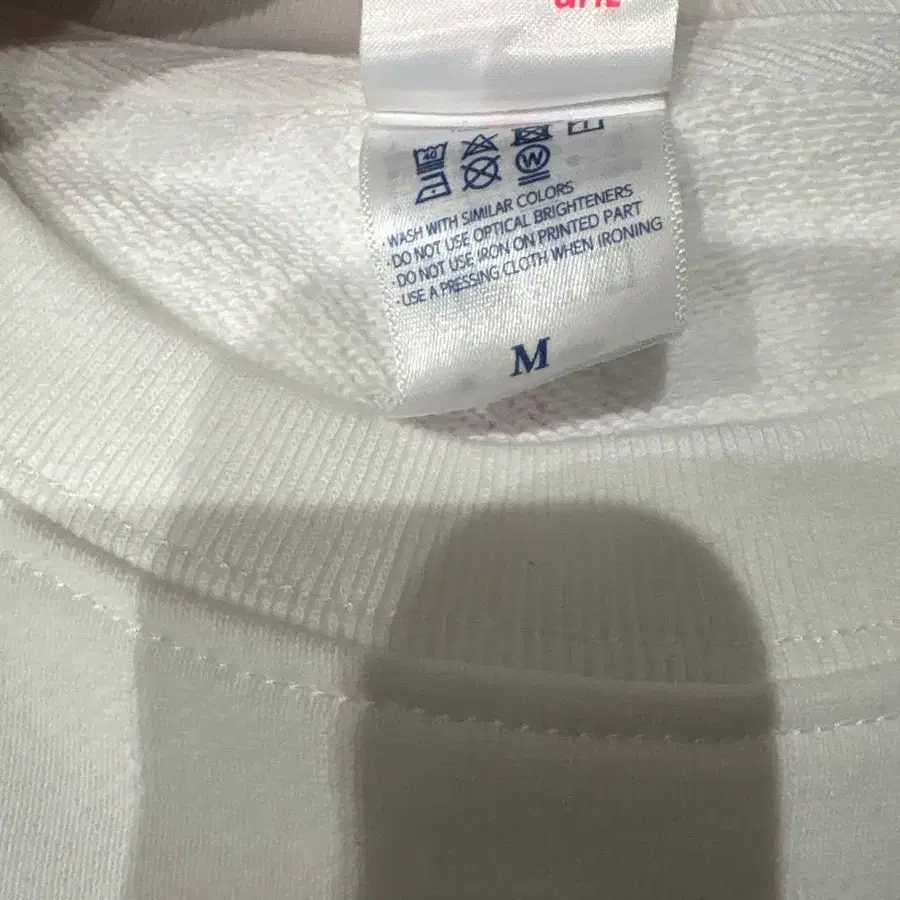 40
W
· WASH WITH SIMILAR COLORS
· DO NOT USE OPTICAL BRIGHTENERS
· DO NOT USE IRON ON PRINTED PART
· USE A PRESSING CLOTH WHEN IRONING
M